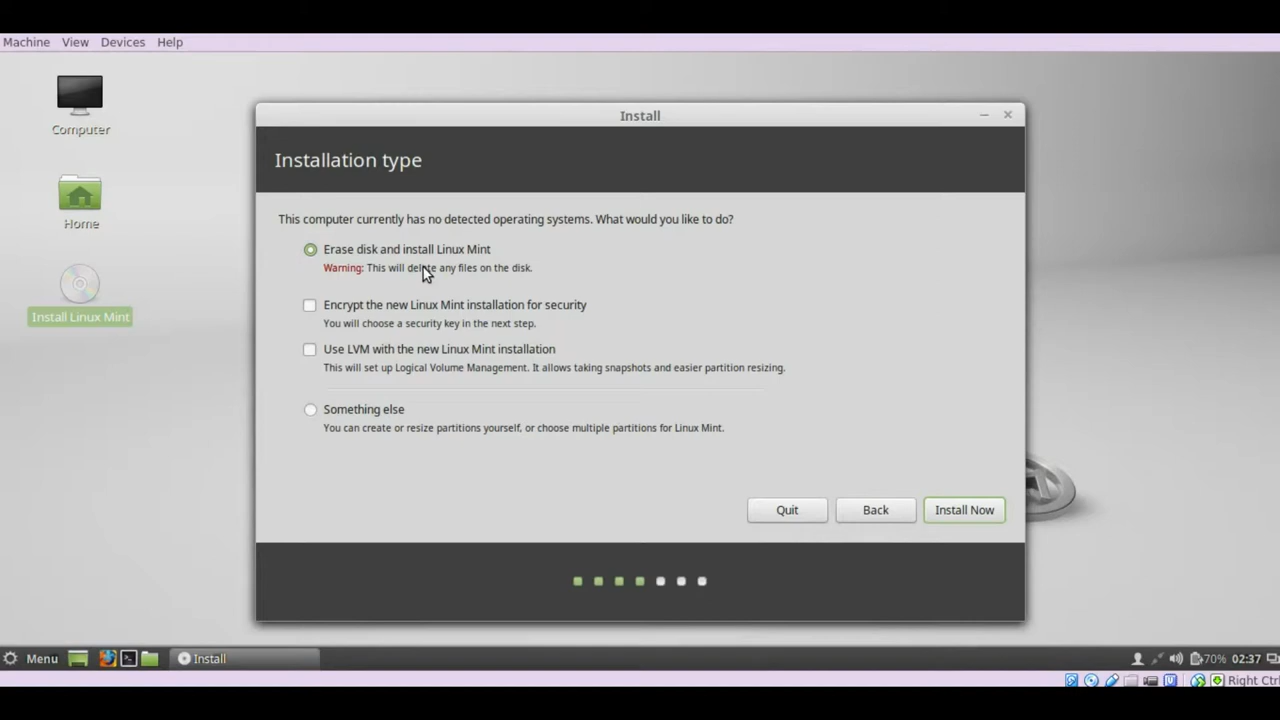 Machine View Devices Help
Computer
Home
Install Linux Mint
Install
Installation type
This computer currently has no detected operating systems. What would you like to do?
Erase disk and install Linux Mint
Warning: This will delete any files on the disk.
Encrypt the new Linux Mint installation for security
You will choose a security key in the next step.
Use LVM with the new Linux Mint installation
This will set up Logical Volume Management. It allows taking snapshots and easier partition resizing.
Something else
You can create or resize partitions yourself, or choose multiple partitions for Linux Mint.
Quit Back Install Now
Menu Install 70% 02:37
Right Ctrl